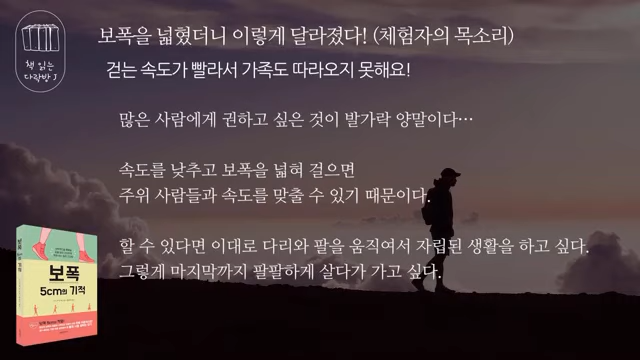 책 읽는
다락방 J
보폭을 넓혔더니 이렇게 달라졌다! (체험자의 목소리)
걷는 속도가 빨라서 가족도 따라오지 못해요!
많은 사람에게 권하고 싶은 것이 발가락 양말이다…
속도를 낮추고 보폭을 넓혀 걸으면
주위 사람들과 속도를 맞출 수 있기 때문이다.
할 수 있다면 이대로 다리와 팔을 움직여서 자립된 생활을 하고 싶다.
그렇게 마지막까지 팔팔하게 살다가 가고 싶다.
보폭
보폭
5cm의 기적